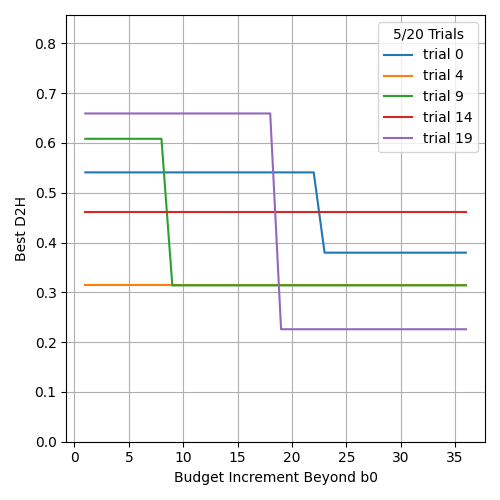 5/20 Trials
trial 0
trial 4
trial 9
trial 14
trial 19
Best D2H
0.8
0.7
0.6
0.5
0.4
0.3
0.2
0.1
0.0
0 5 10 15 20 25 30 35
Budget Increment Beyond b0